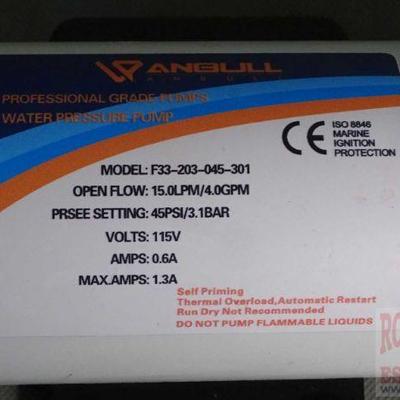 ANBULL
PROFESSIONAL GRADE PUMPS
WATER PRESSURE PUMP
CE
ISO 8846
MARINE
IGNITION
PROTECTION
MODEL: F33-203-045-301
OPEN FLOW: 15.0LPM/4.0GPM
PRSEE SETTING: 45PSI/3.1BAR
VOLTS: 115V
AMPS: 0.6A
MAX.AMPS: 1.3A
Self Priming
Thermal Overload,Automatic Restart
Run Dry Not Recommended
DO NOT PUMP FLAMMABLE LIQUIDS